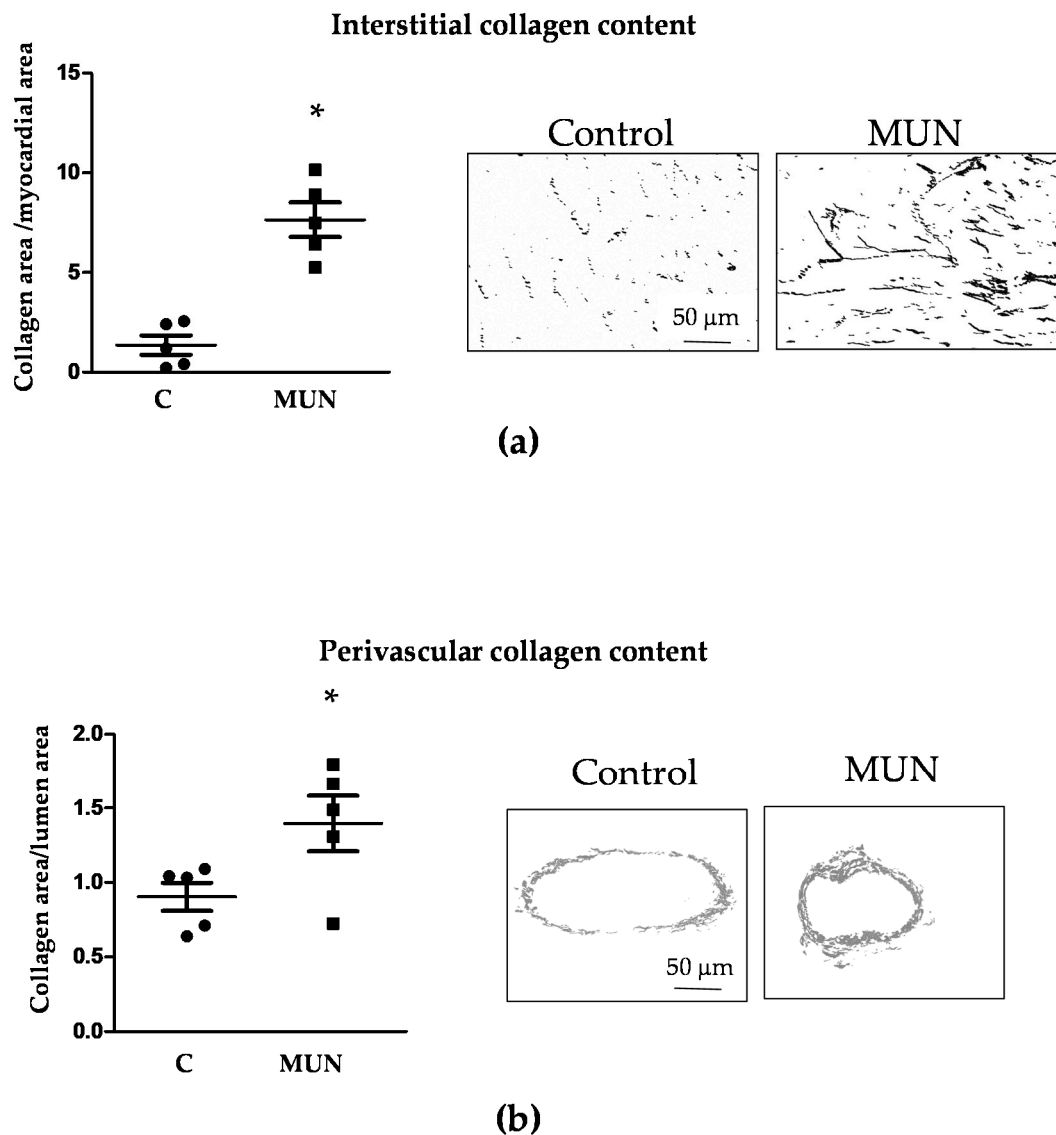 Interstitial collagen content
Collagen area /myocardial area
15
10
5
0
*
C
MUN
Control
MUN
50 µm
(a)
Perivascular collagen content
Collagen area/lumen area
2.0
1.5
1.0
0.5
0.0
*
C
MUN
Control
MUN
50 µm
(b)